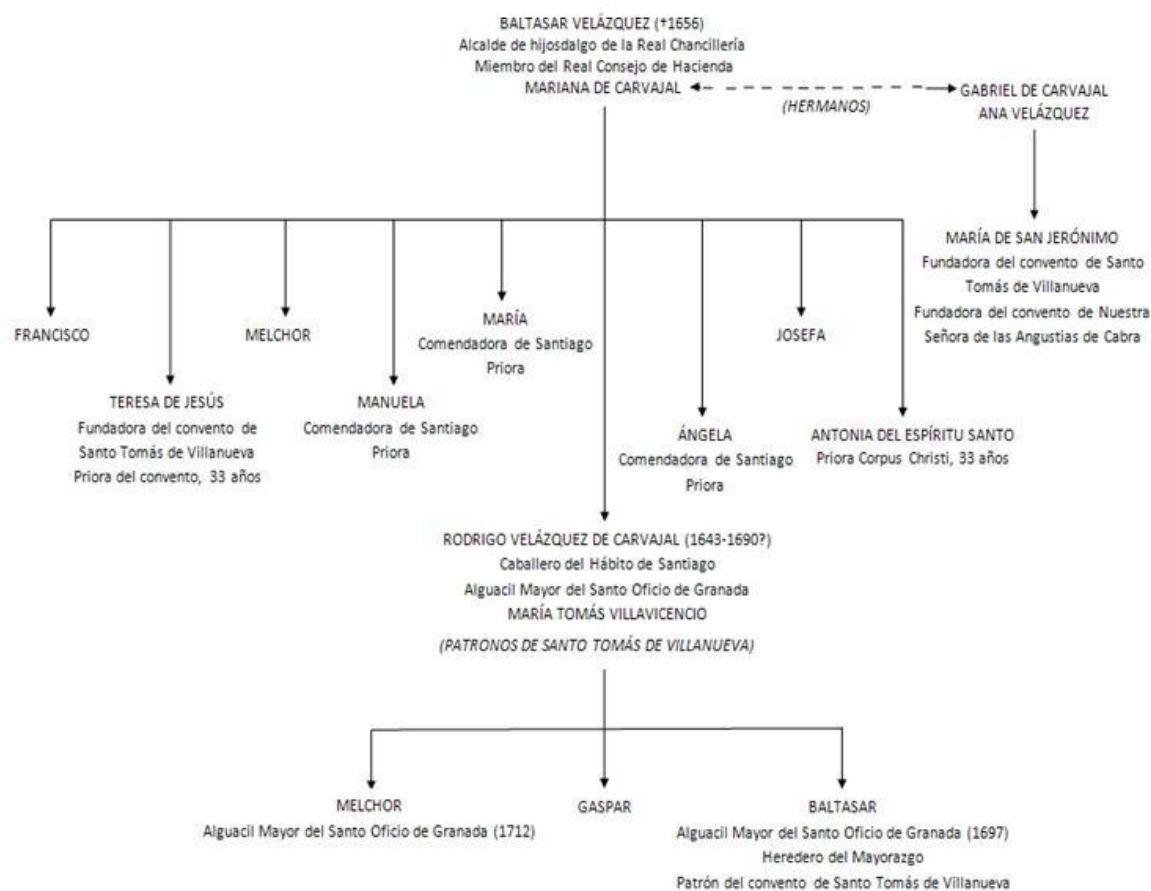 BALTASAR VELÁZQUEZ (†1656)
Alcalde de hijosdalgo de la Real Chancillería
Miembro del Real Consejo de Hacienda
MARIANA DE CARVAJAL
(HERMANOS)
GABRIEL DE CARVAJAL
ANA VELÁZQUEZ
MARÍA DE SAN JERÓNIMO
Fundadora del convento de Santo
Tomás de Villanueva
Fundadora del convento de Nuestra
Señora de las Angustias de Cabra
FRANCISCO
TERESA DE JESÚS
Fundadora del convento de
Santo Tomás de Villanueva
Priora del convento, 33 años
MELCHOR
MANUELA
Comendadora de Santiago
Priora
MARÍA
Comendadora de Santiago
Priora
ÁNGELA
Comendadora de Santiago
Priora
JOSEFA
ANTONIA DEL ESPÍRITU SANTO
Priora Corpus Christi, 33 años
RODRIGO VELÁZQUEZ DE CARVAJAL (1643-1690?)
Caballero del Hábito de Santiago
Alguacil Mayor del Santo Oficio de Granada
MARÍA TOMÁS VILLAVICENCIO
(PATRONOS DE SANTO TOMÁS DE VILLANUEVA)
MELCHOR
Alguacil Mayor del Santo Oficio de Granada (1712)
GASPAR
BALTASAR
Alguacil Mayor del Santo Oficio de Granada (1697)
Heredero del Mayorazgo
Patrón del convento de Santo Tomás de Villanueva